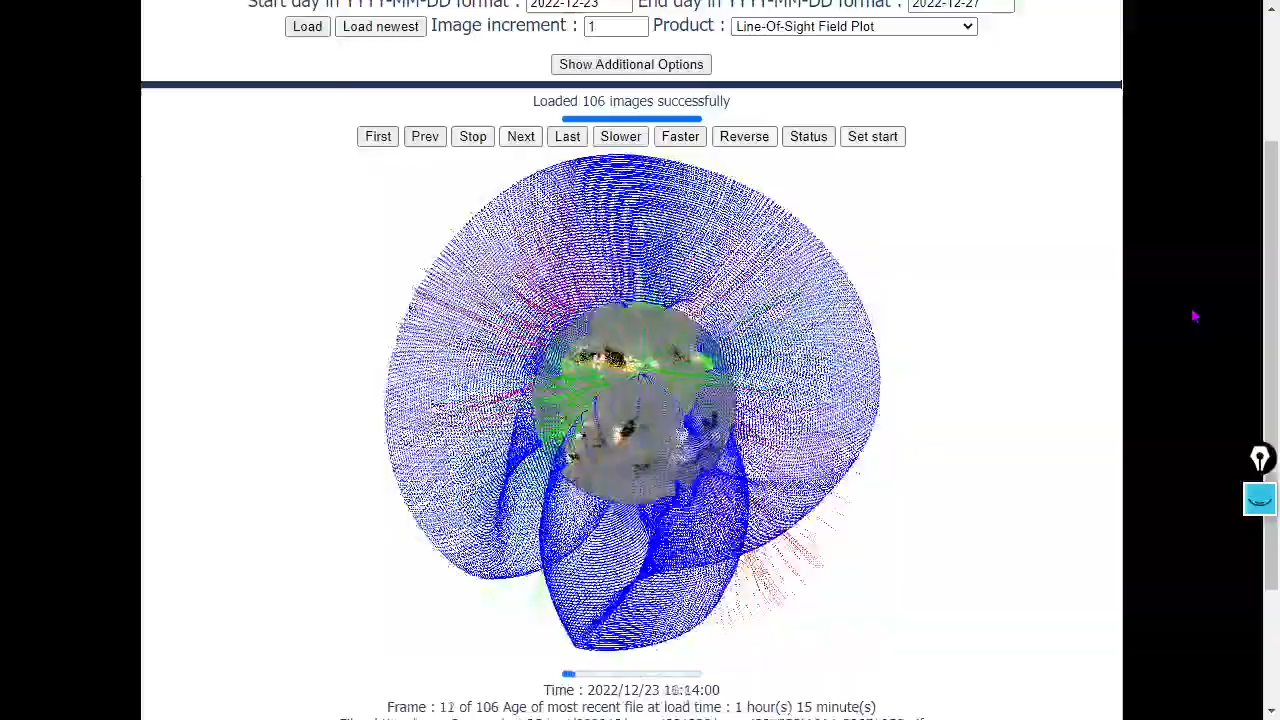 Start day in YYYY-MM-DD format : 2022-12-23 End day in YYYY-MM-DD format : 2022-12-27
Load Load newest Image increment : 1 Product : Line-Of-Sight Field Plot
Show Additional Options
Loaded 106 images successfully
First Prev Stop Next Last Slower Faster Reverse Status Set start
Time : 2022/12/23 :14:00
Frame : 12 of 106 Age of most recent file at load time : 1 hour(s) 15 minute(s)